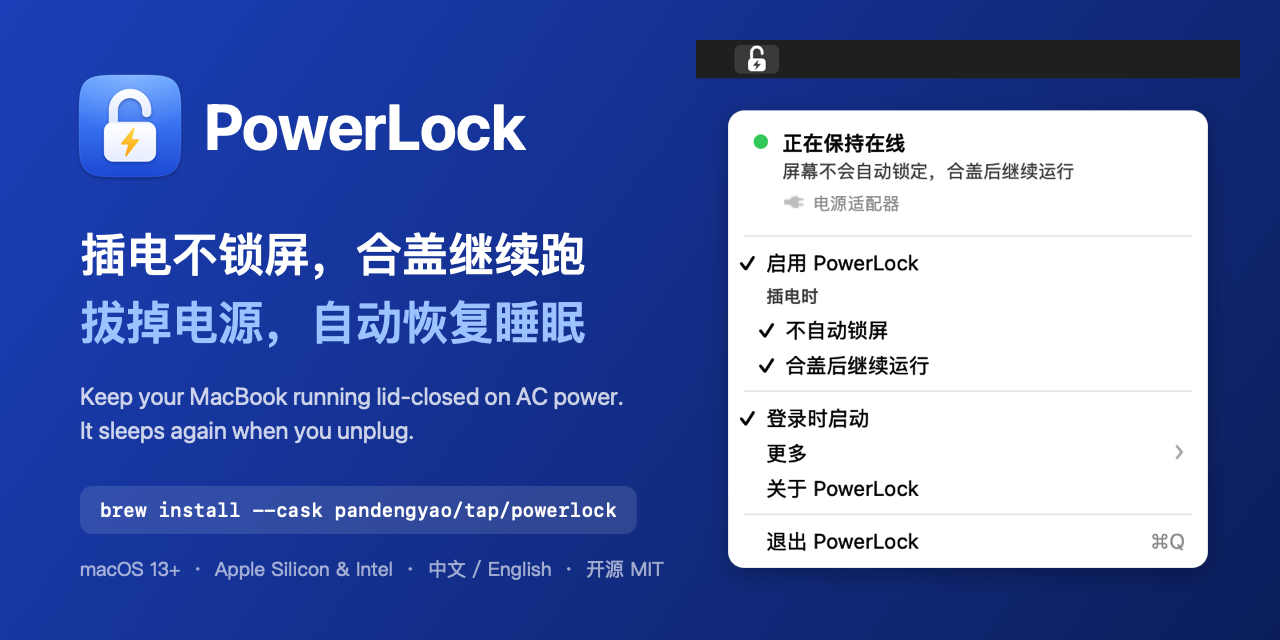 PowerLock
插电不锁屏，合盖继续跑
拔掉电源，自动恢复睡眠
Keep your MacBook running lid-closed on AC power.
It sleeps again when you unplug.
brew install --cask pandengyao/tap/powerlock
macOS 13+ · Apple Silicon & Intel · 中文 / English · 开源 MIT
正在保持在线
屏幕不会自动锁定，合盖后继续运行
电源适配器
✓ 启用 PowerLock
插电时
✓ 不自动锁屏
✓ 合盖后继续运行
✓ 登录时启动
更多
关于 PowerLock
退出 PowerLock ⌘Q